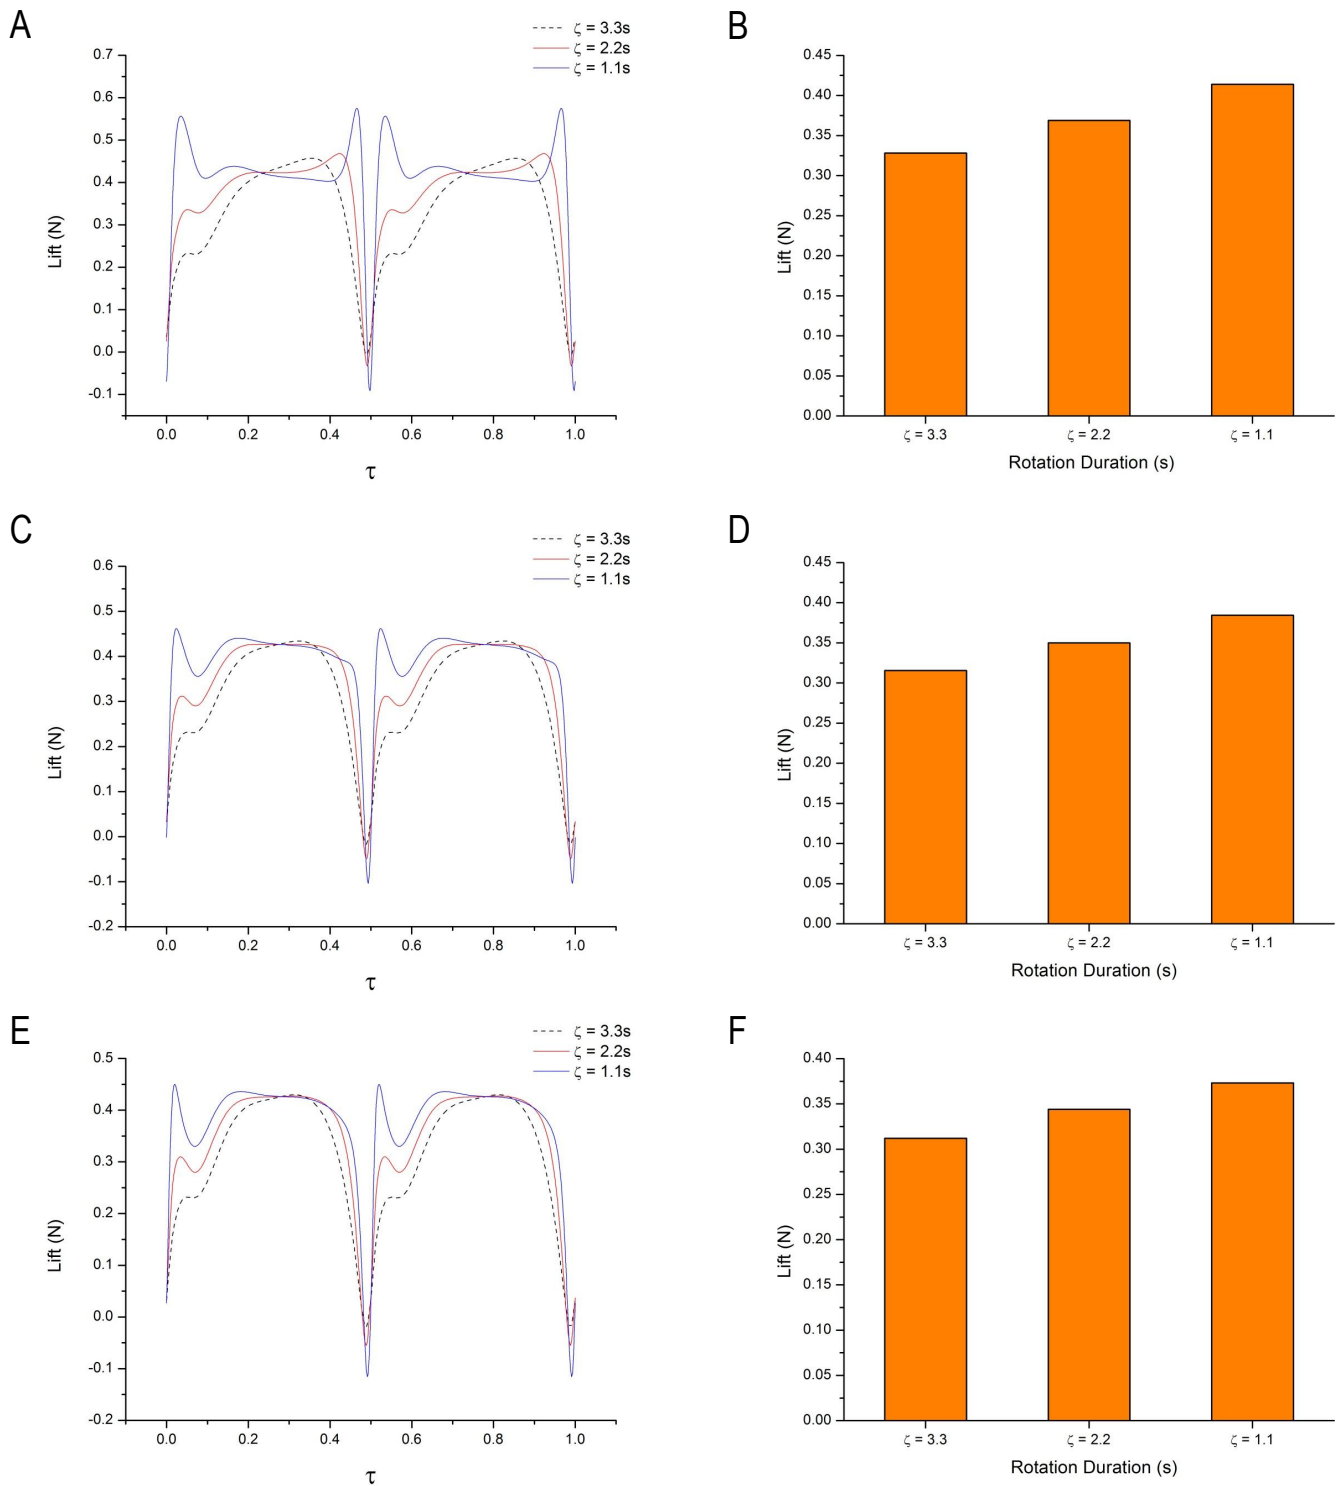 A
ζ = 3.3s
ζ = 2.2s
ζ = 1.1s
0.7
0.6
0.5
0.4
0.3
0.2
0.1
0.0
-0.1
Lift (N)
0.0 0.2 0.4 0.6 0.8 1.0
τ
B
0.45
0.40
0.35
0.30
0.25
0.20
0.15
0.10
0.05
0.00
Lift (N)
ζ = 3.3 ζ = 2.2 ζ = 1.1
Rotation Duration (s)
C
ζ = 3.3s
ζ = 2.2s
ζ = 1.1s
0.6
0.5
0.4
0.3
0.2
0.1
0.0
-0.1
-0.2
Lift (N)
0.0 0.2 0.4 0.6 0.8 1.0
τ
D
0.45
0.40
0.35
0.30
0.25
0.20
0.15
0.10
0.05
0.00
Lift (N)
ζ = 3.3 ζ = 2.2 ζ = 1.1
Rotation Duration (s)
E
ζ = 3.3s
ζ = 2.2s
ζ = 1.1s
0.5
0.4
0.3
0.2
0.1
0.0
-0.1
-0.2
Lift (N)
0.0 0.2 0.4 0.6 0.8 1.0
τ
F
0.40
0.35
0.30
0.25
0.20
0.15
0.10
0.05
0.00
Lift (N)
ζ = 3.3 ζ = 2.2 ζ = 1.1
Rotation Duration (s)